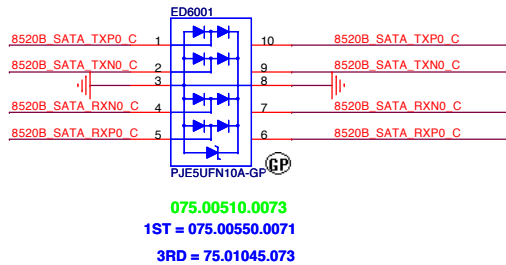 ED6001
8520B_SATA_TXP0_C 1 10 8520B_SATA_TXP0_C
8520B_SATA_TXN0_C 2 9 8520B_SATA_TXN0_C
3 8
8520B_SATA_RXN0_C 4 7 8520B_SATA_RXN0_C
8520B_SATA_RXP0_C 5 6 8520B_SATA_RXP0_C
PJE5UFN10A-GP GP
075.00510.0073
1ST = 075.00550.0071
3RD = 75.01045.073